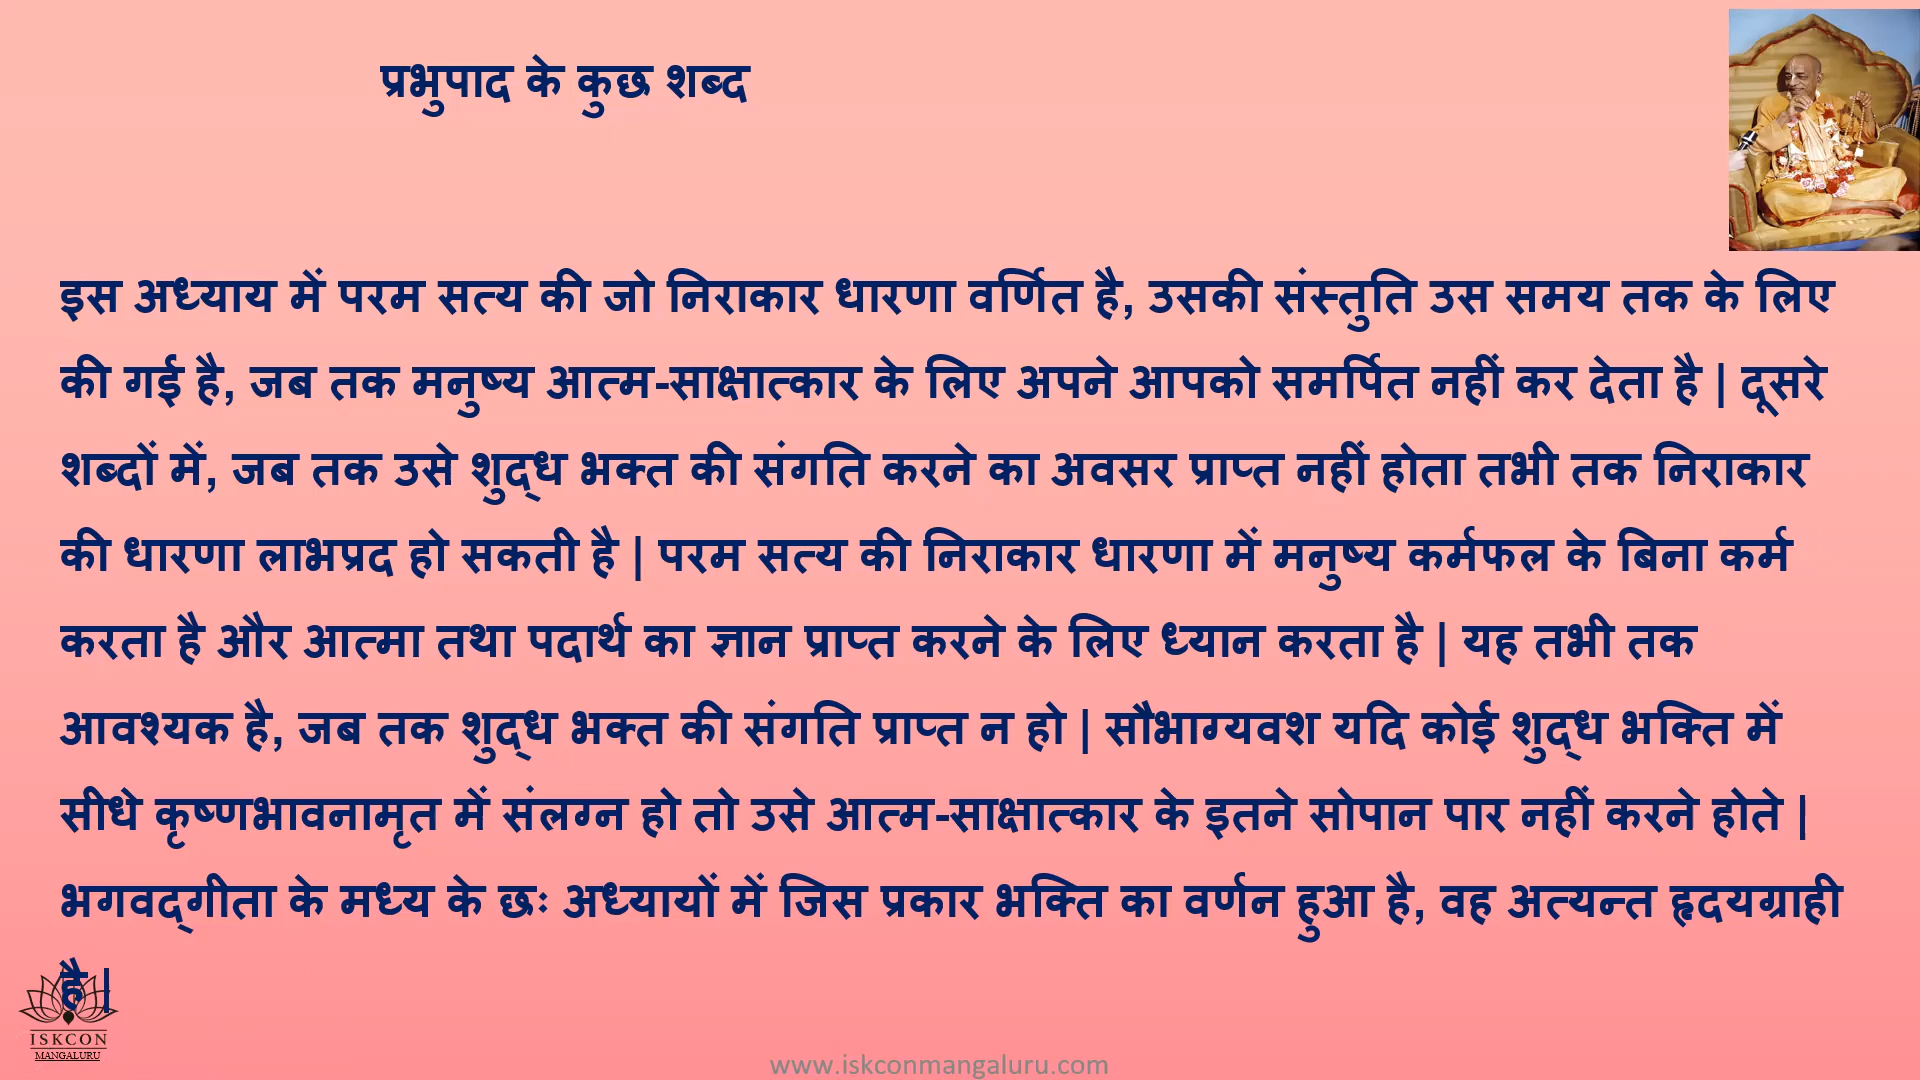 प्रभुपाद के कुछ शब्द
इस अध्याय में परम सत्य की जो निराकार धारणा वर्णित है, उसकी संस्तुति उस समय तक के लिए
की गई है, जब तक मनुष्य आत्म-साक्षात्कार के लिए अपने आपको समर्पित नहीं कर देता है | दूसरे
शब्दों में, जब तक उसे शुद्ध भक्त की संगति करने का अवसर प्राप्त नहीं होता तभी तक निराकार
की धारणा लाभप्रद हो सकती है | परम सत्य की निराकार धारणा में मनुष्य कर्मफल के बिना कर्म
करता है और आत्मा तथा पदार्थ का ज्ञान प्राप्त करने के लिए ध्यान करता है | यह तभी तक
आवश्यक है, जब तक शुद्ध भक्त की संगति प्राप्त न हो | सौभाग्यवश यदि कोई शुद्ध भक्ति में
सीधे कृष्णभावनामृत में संलग्न हो तो उसे आत्म-साक्षात्कार के इतने सोपान पार नहीं करने होते |
भगवद्गीता के मध्य के छः अध्यायों में जिस प्रकार भक्ति का वर्णन हुआ है, वह अत्यन्त हृदयग्राही
है |
ISKCON
MANGALURU
www.iskconmangaluru.com